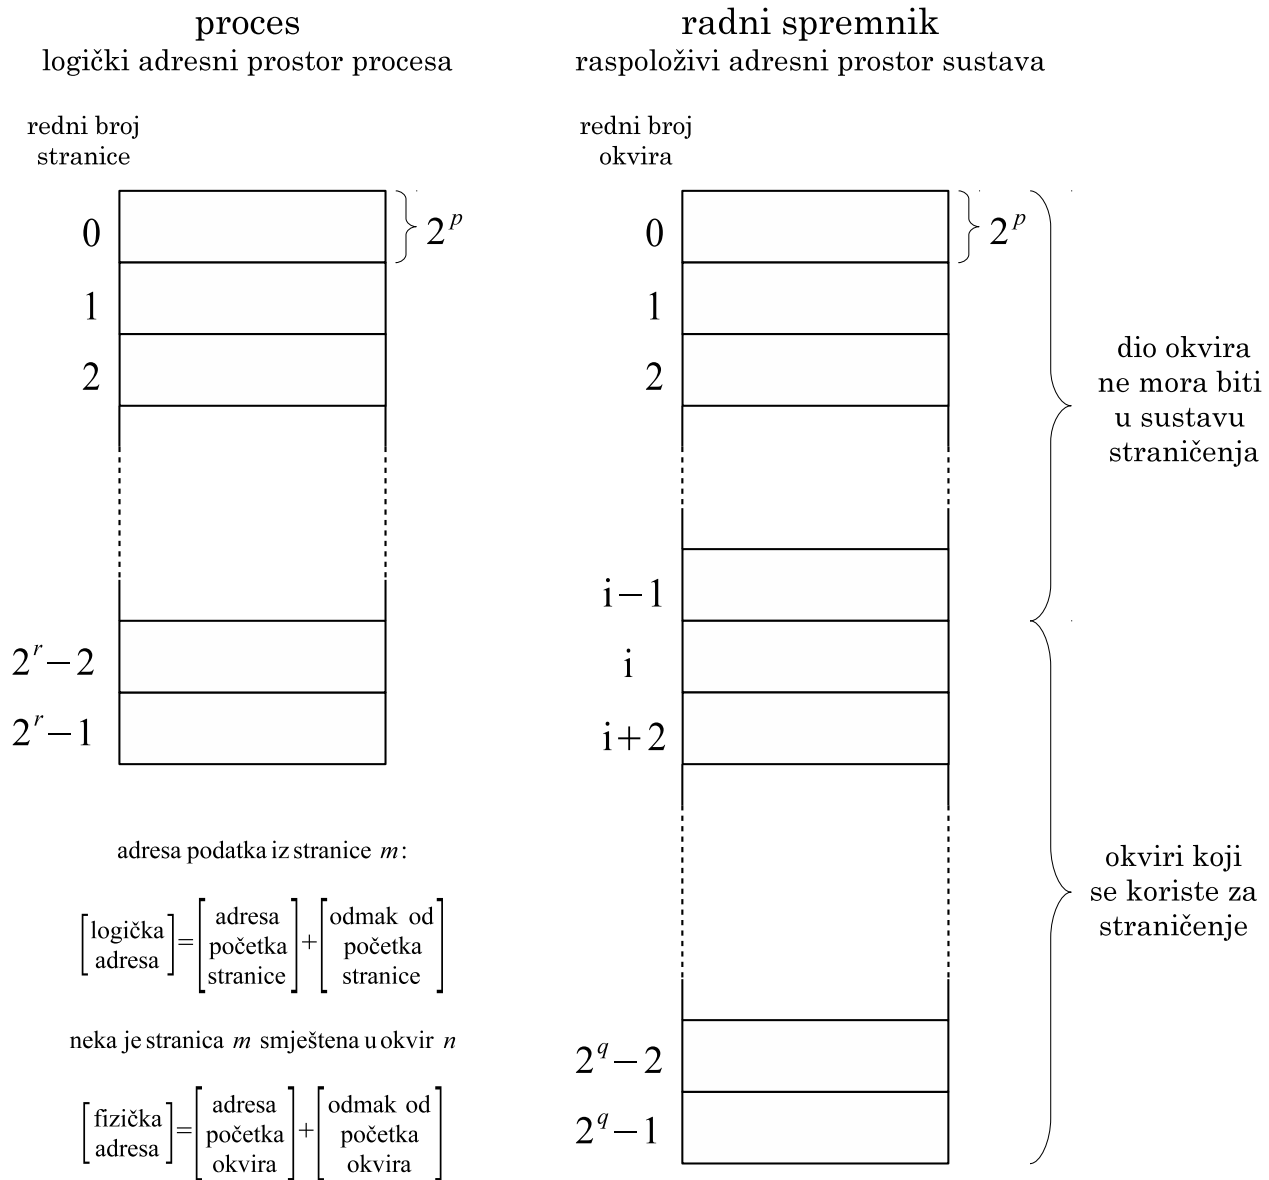 proces
logički adresni prostor procesa
redni broj
stranice
0
2^p
1
2
2^r−2
2^r−1
adresa podatka iz stranice m:
[logička adresa]=[adresa početka stranice]+[odmak od početka stranice]
neka je stranica m smještena u okvir n
[fizička adresa]=[adresa početka okvira]+[odmak od početka okvira]
radni spremnik
raspoloživi adresni prostor sustava
redni broj
okvira
0
2^p
1
2
i−1
i
i+2
2^q−2
2^q−1
dio okvira
ne mora biti
u sustavu
straničenja
okviri koji
se koriste za
straničenje